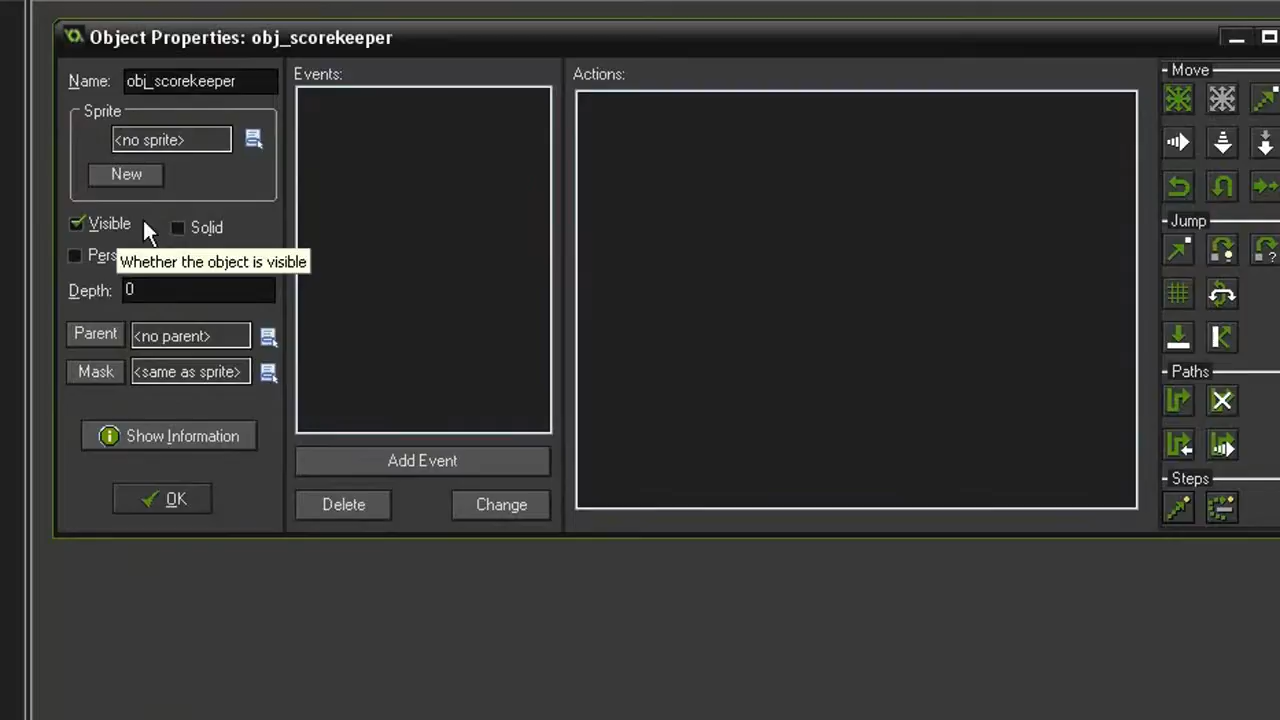 Object Properties: obj_scorekeeper
Name: obj_scorekeeper
Sprite
<no sprite>
New
Visible
Solid
Pers
Whether the object is visible
Depth: 0
Parent <no parent>
Mask <same as sprite>
Show Information
OK
Events:
Add Event
Delete
Change
Actions:
Move
Jump
Paths
Steps